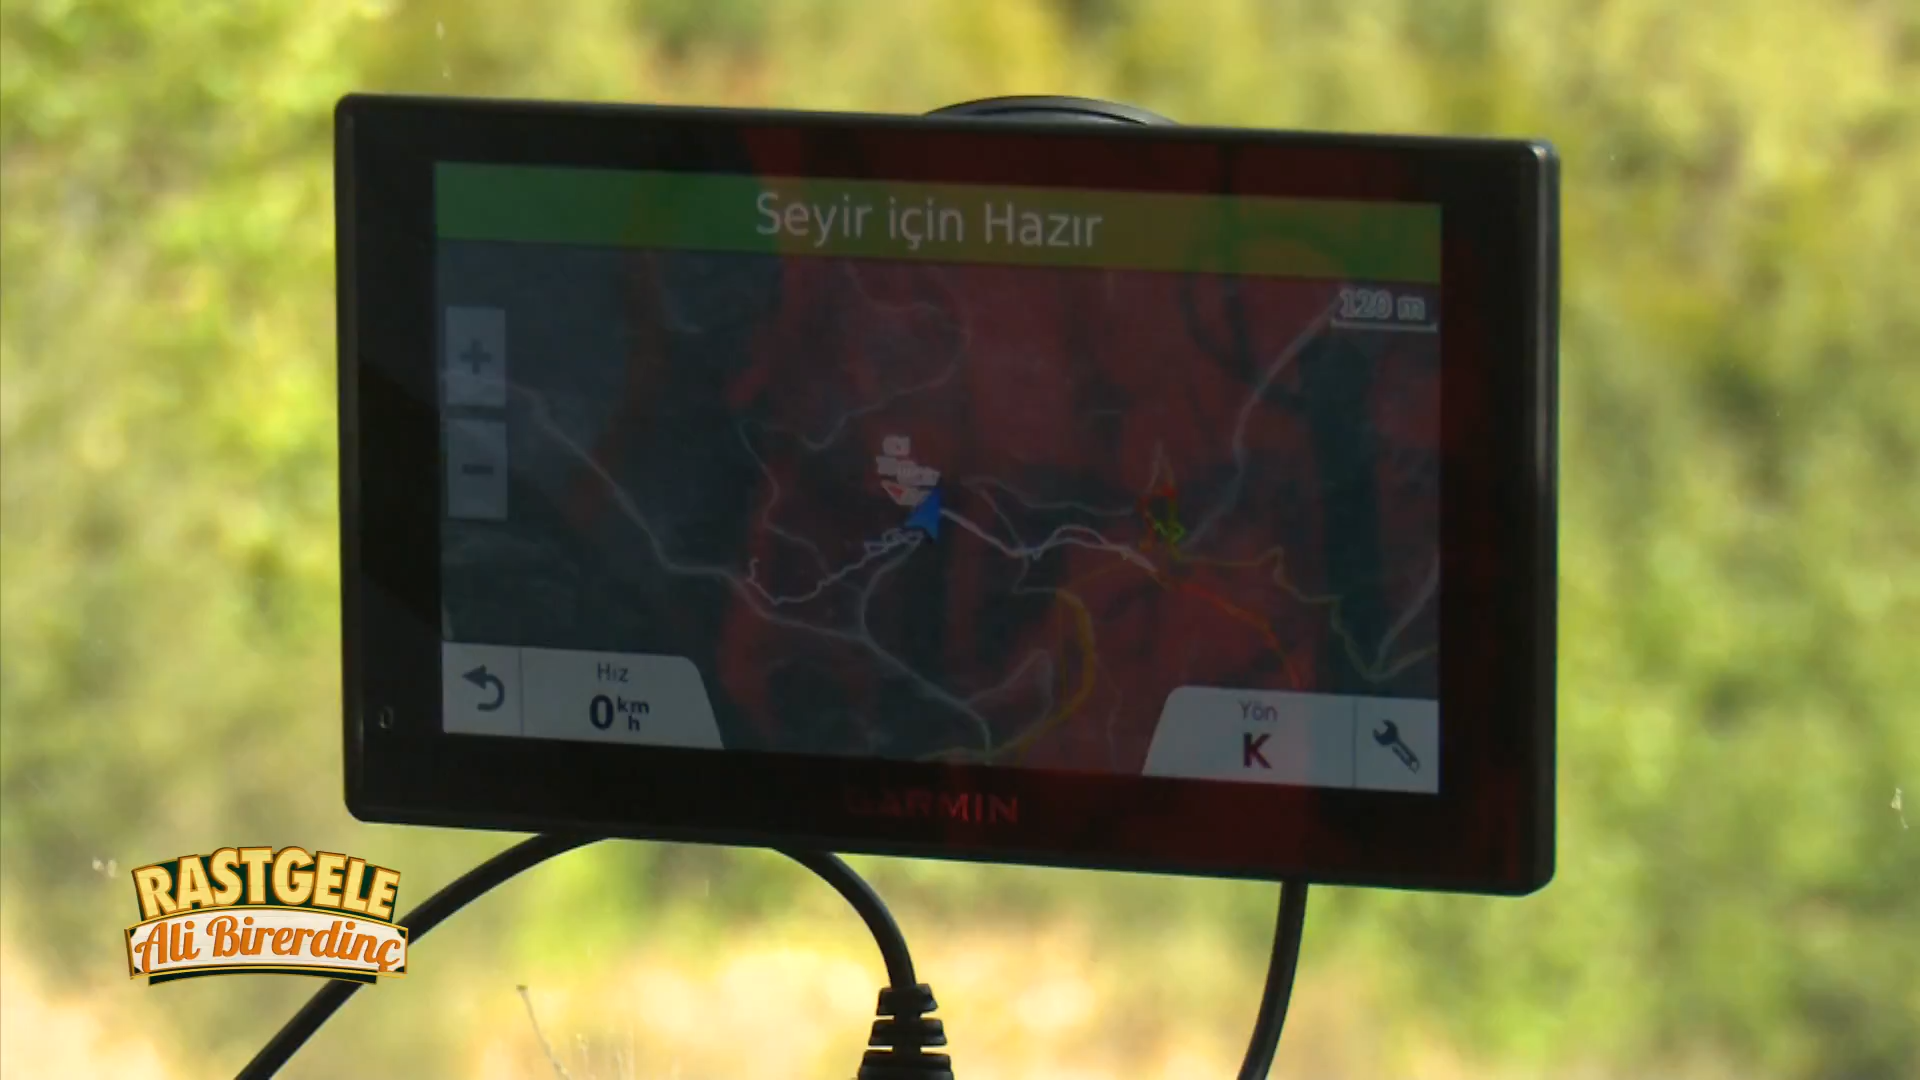 Seyir için Hazır
120 m
+
-
Hız
0 km
h
Yön
K
GARMIN
RASTGELE
Ali Birerdinç